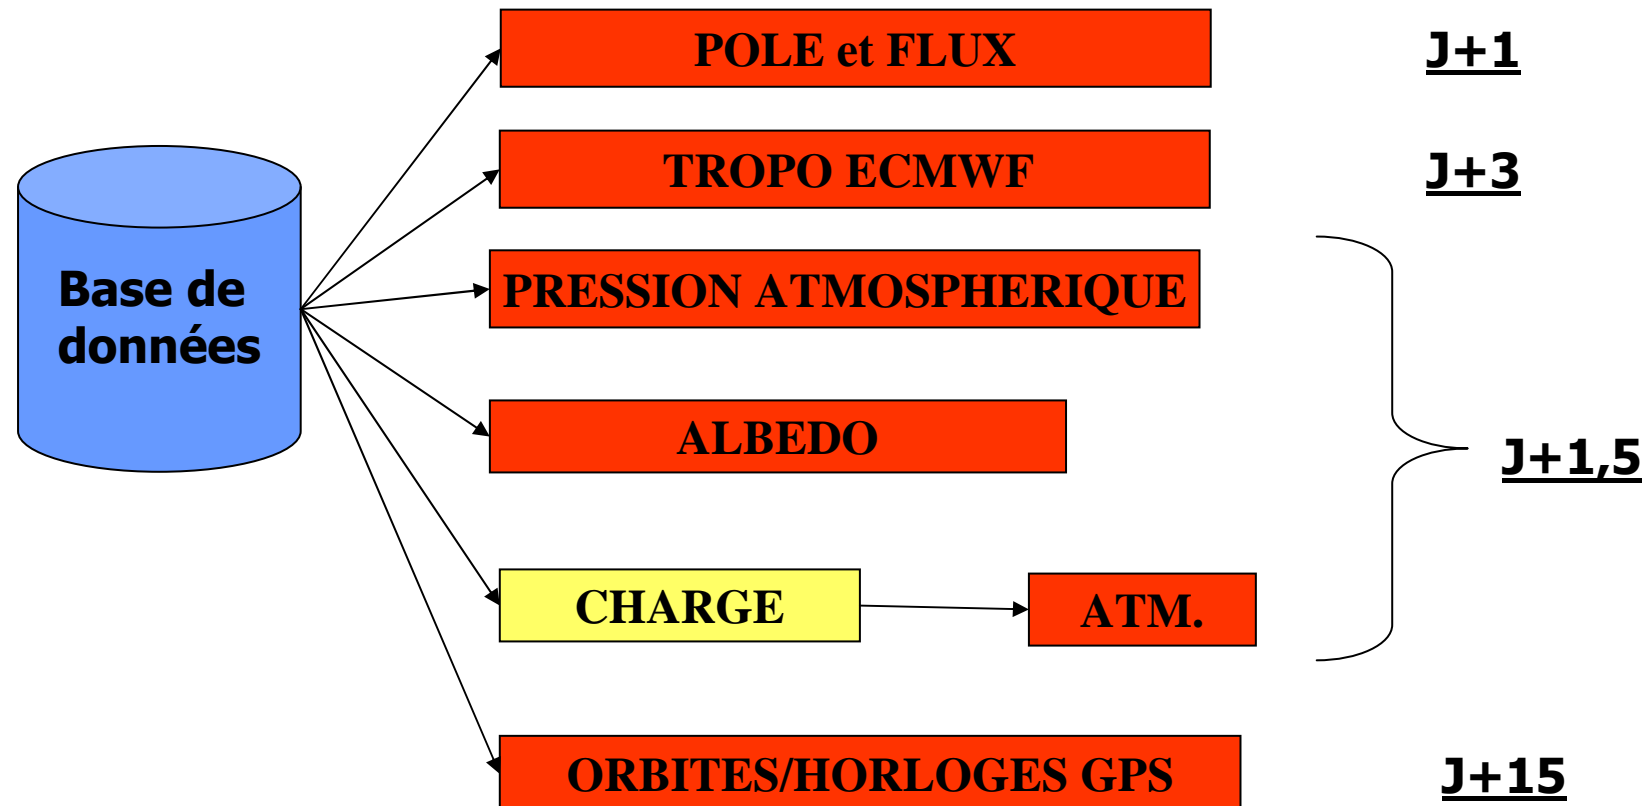 POLE et FLUX
J+1
TROPO ECMWF
J+3
Base de
données
PRESSION ATMOSPHERIQUE
ALBEDO
J+1,5
CHARGE
ATM.
ORBITES/HORLOGES GPS
J+15